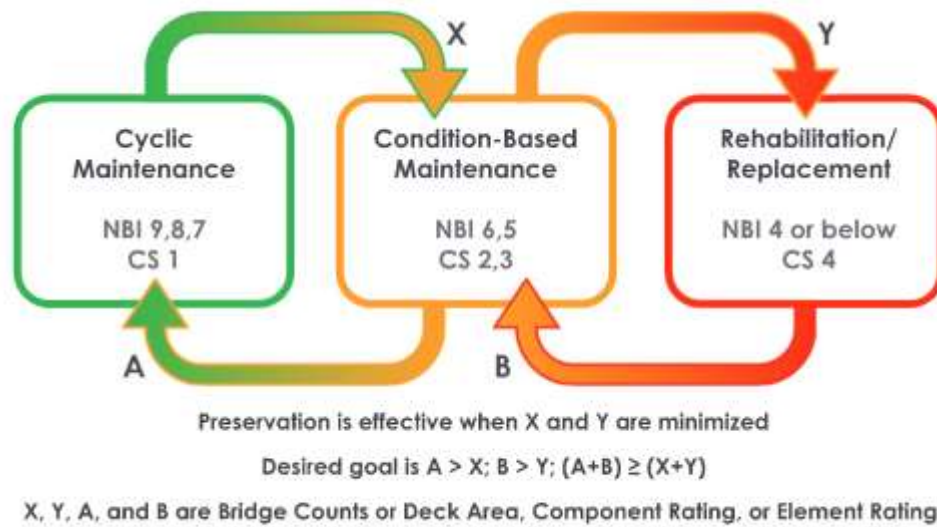 X
Y
Cyclic
Maintenance
NBI 9,8,7
CS 1
Condition-Based
Maintenance
NBI 6,5
CS 2,3
Rehabilitation/
Replacement
NBI 4 or below
CS 4
A
B
Preservation is effective when X and Y are minimized
Desired goal is A > X; B > Y; (A+B) ≥ (X+Y)
X, Y, A, and B are Bridge Counts or Deck Area, Component Rating, or Element Rating